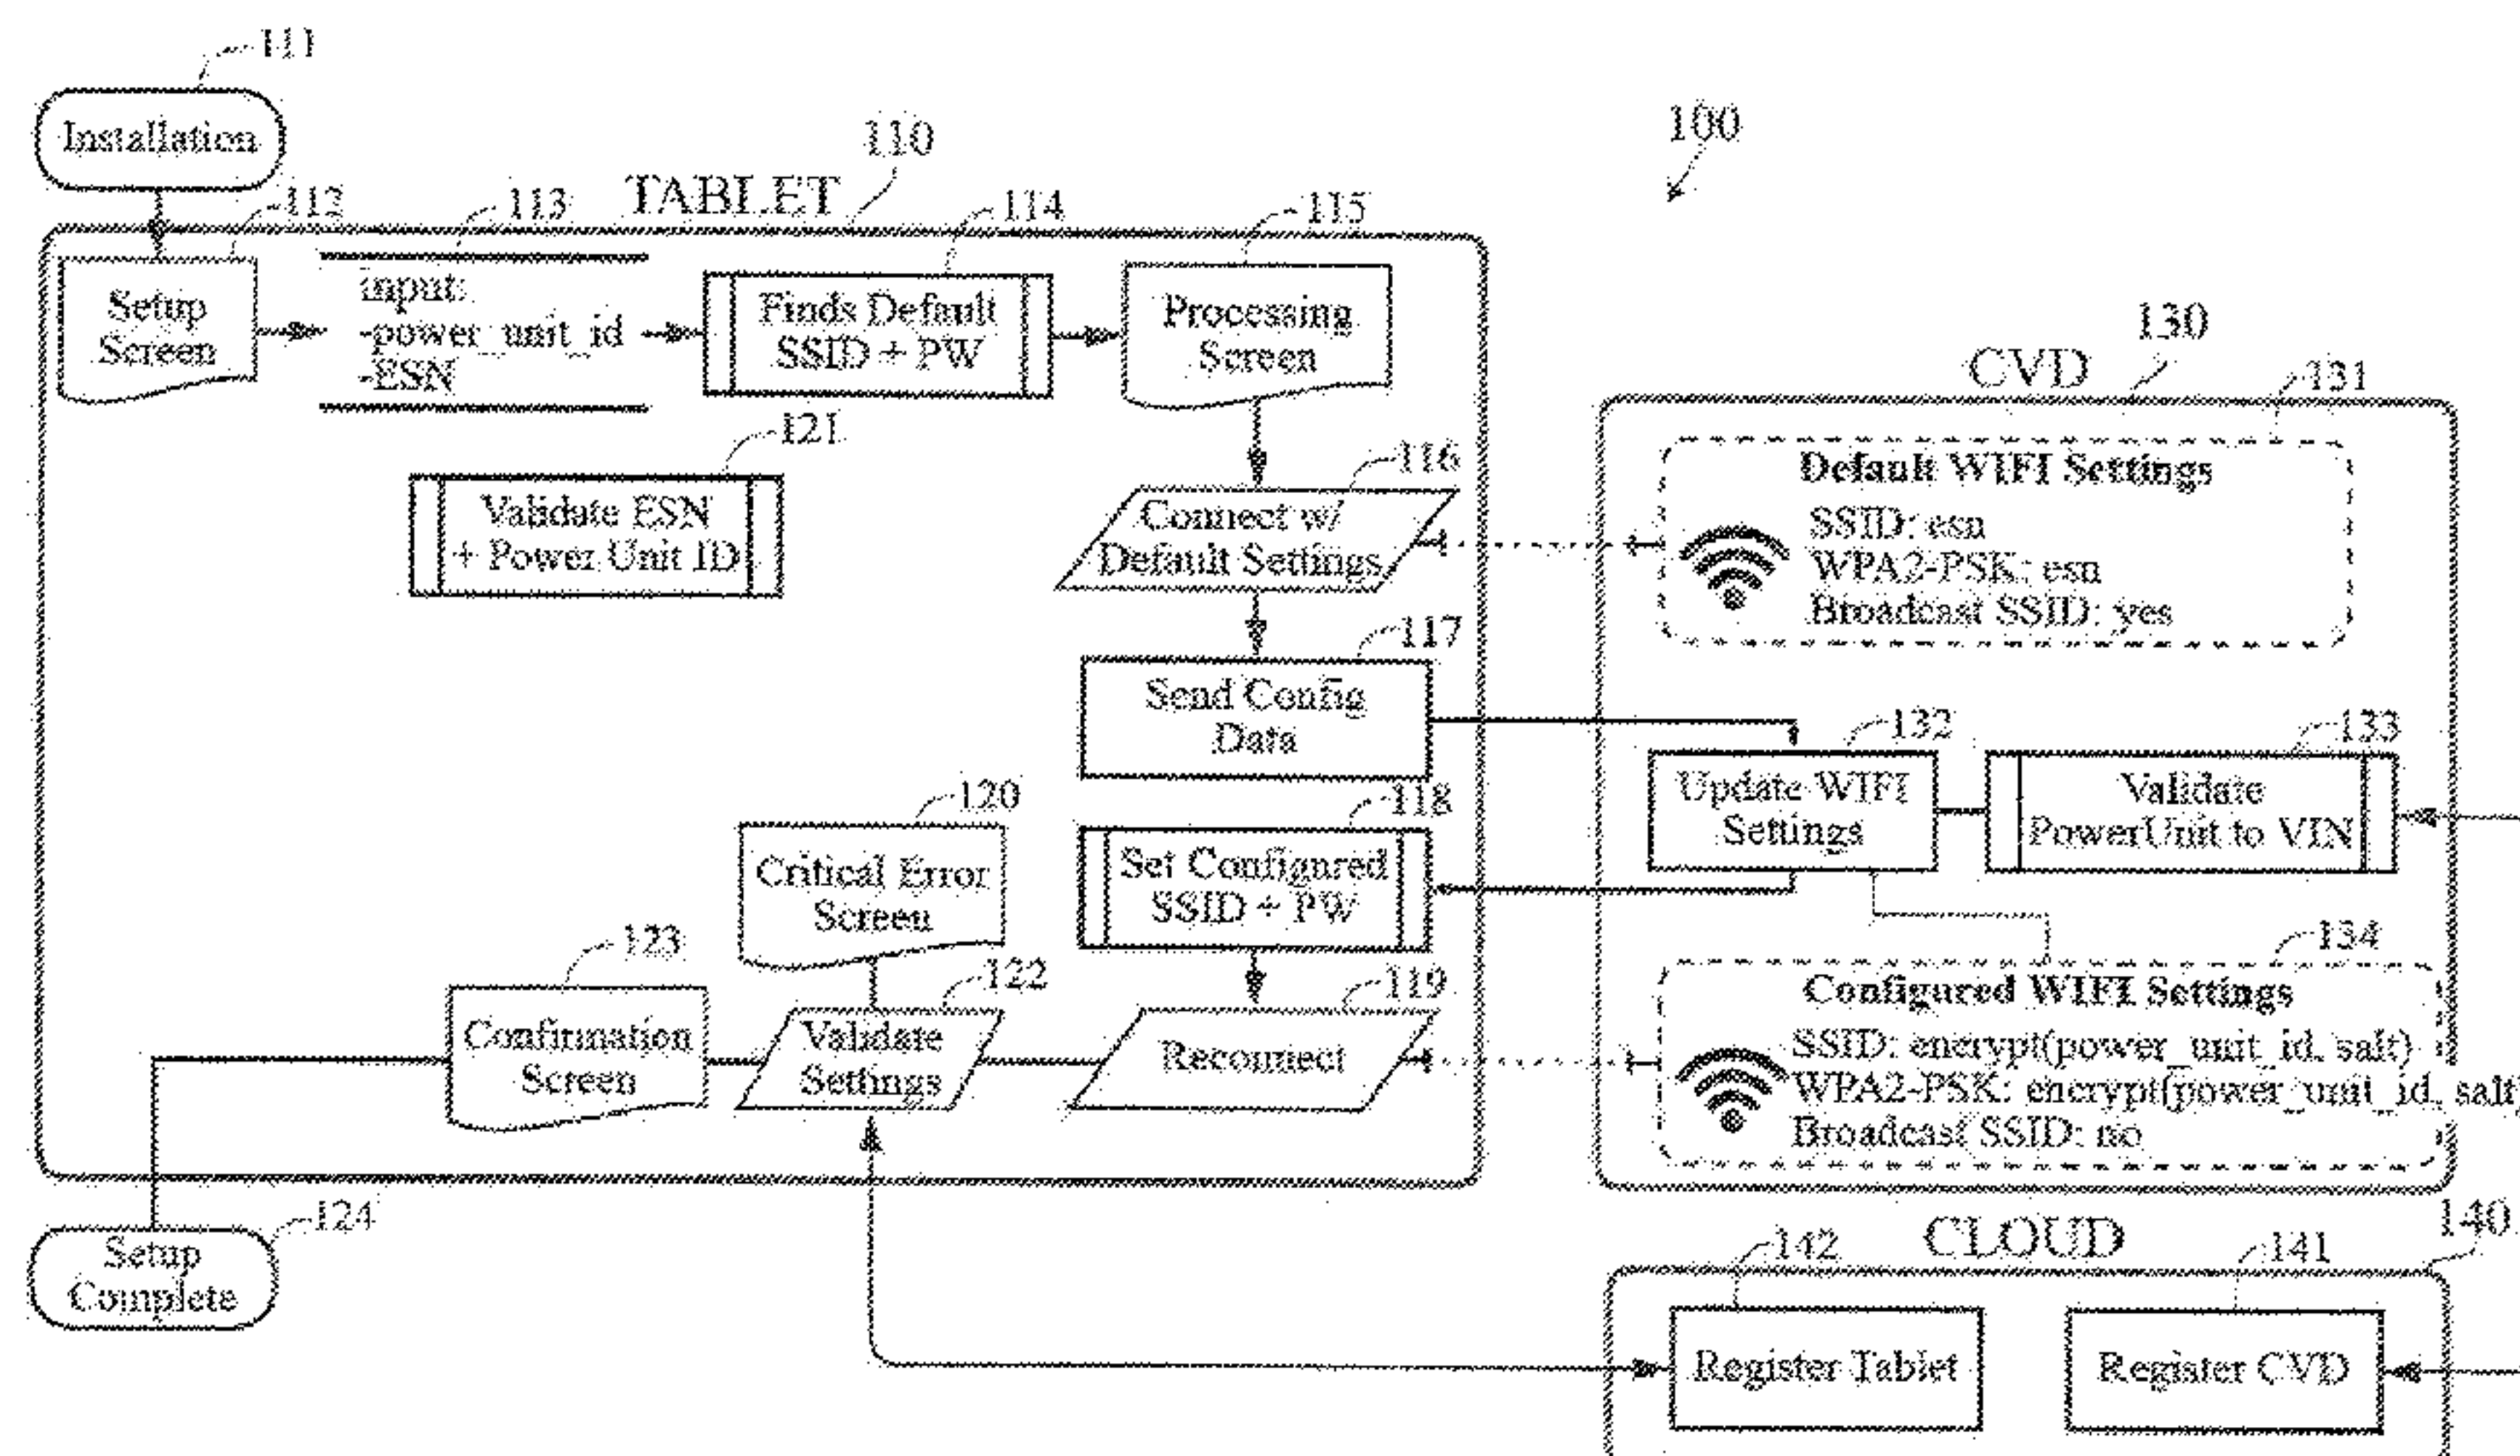 111
Installation
110
100
TABLET
112
113
114
115
Setup
Screen
input:
-power_unit_id
-ESN
Finds Default
SSID + PW
Processing
Screen
121
Validate ESN
+ Power Unit ID
116
Connect w/
Default Settings
130
CVD
131
Default WIFI Settings
SSID: esn
WPA2-PSK: esn
Broadcast SSID: yes
117
Send Config
Data
132
Update WIFI
Settings
133
Validate
PowerUnit to VIN
120
Critical Error
Screen
118
Set Configured
SSID + PW
123
Confirmation
Screen
122
Validate
Settings
119
Reconnect
134
Configured WIFI Settings
SSID: encrypt(power_unit_id, salt)
WPA2-PSK: encrypt(power_unit_id, salt)
Broadcast SSID: no
124
Setup
Complete
CLOUD
140
142
Register Tablet
141
Register CVD